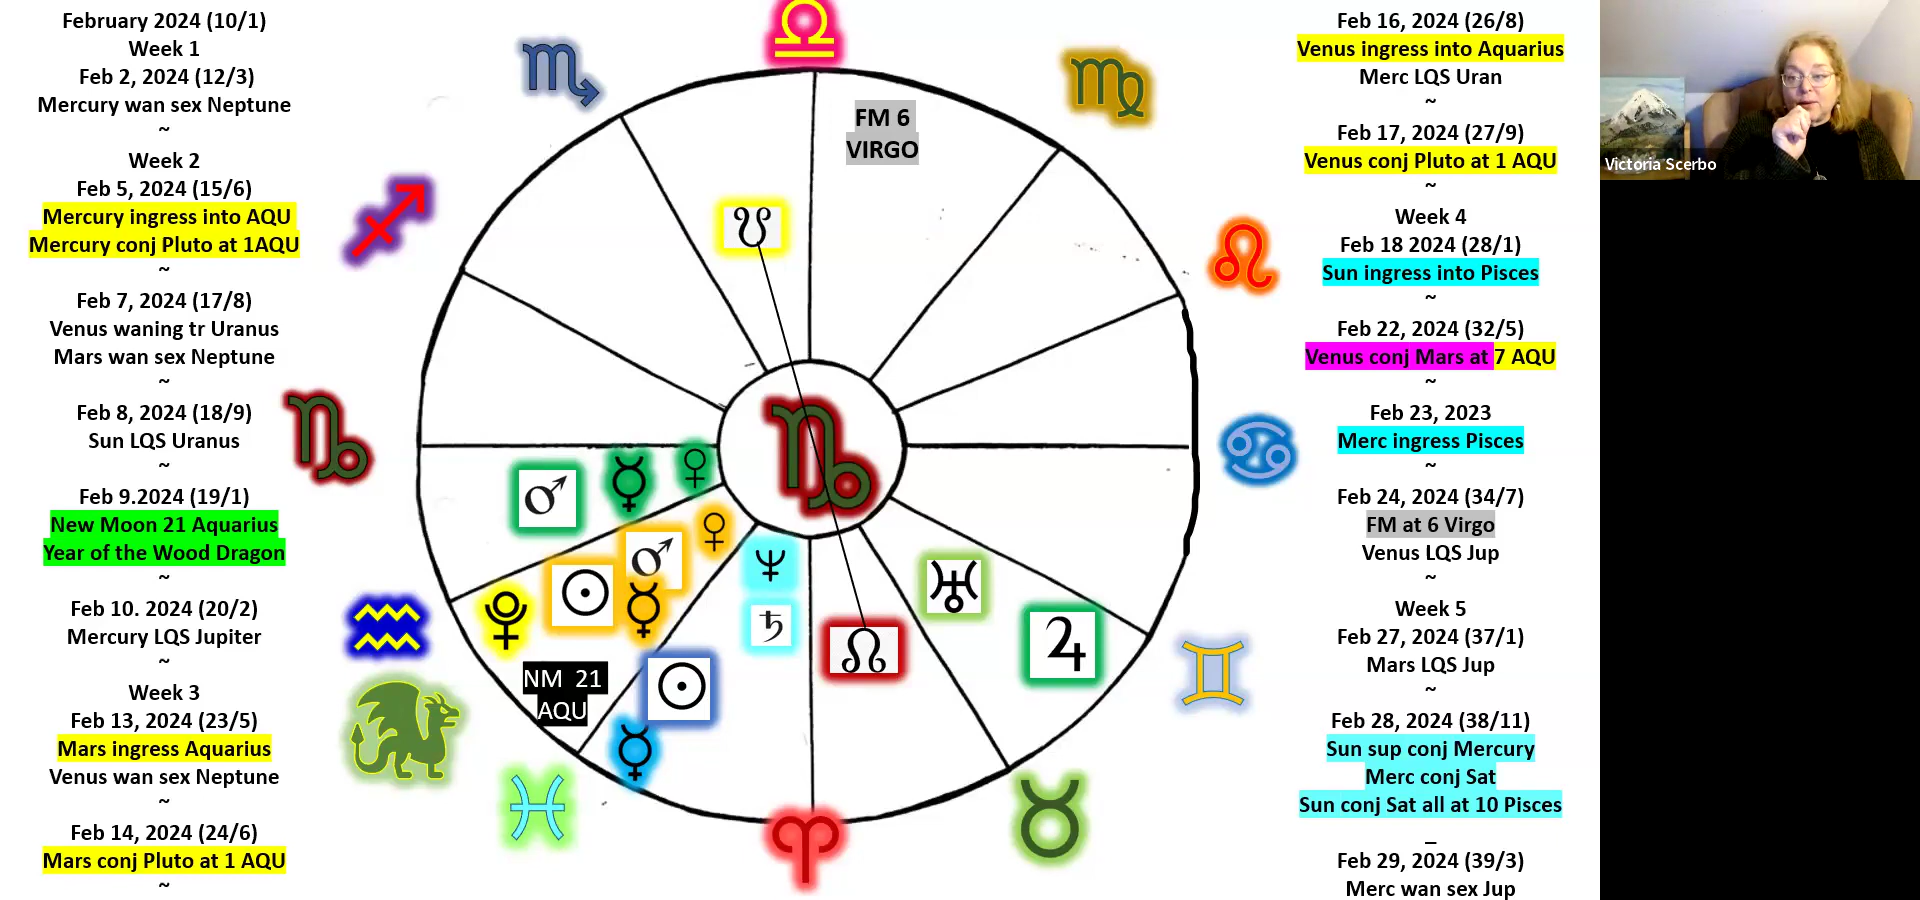 February 2024 (10/1)
Week 1
Feb 2, 2024 (12/3)
Mercury wan sex Neptune
~
Week 2
Feb 5, 2024 (15/6)
Mercury ingress into AQU
Mercury conj Pluto at 1AQU
~
Feb 7, 2024 (17/8)
Venus waning tr Uranus
Mars wan sex Neptune
~
Feb 8, 2024 (18/9)
Sun LQS Uranus
~
Feb 9.2024 (19/1)
New Moon 21 Aquarius
Year of the Wood Dragon
~
Feb 10. 2024 (20/2)
Mercury LQS Jupiter
~
Week 3
Feb 13, 2024 (23/5)
Mars ingress Aquarius
Venus wan sex Neptune
~
Feb 14, 2024 (24/6)
Mars conj Pluto at 1 AQU
~
FM 6
VIRGO
NM 21
AQU
Feb 16, 2024 (26/8)
Venus ingress into Aquarius
Merc LQS Uran
~
Feb 17, 2024 (27/9)
Venus conj Pluto at 1 AQU
~
Week 4
Feb 18 2024 (28/1)
Sun ingress into Pisces
~
Feb 22, 2024 (32/5)
Venus conj Mars at 7 AQU
~
Feb 23, 2023
Merc ingress Pisces
~
Feb 24, 2024 (34/7)
FM at 6 Virgo
Venus LQS Jup
~
Week 5
Feb 27, 2024 (37/1)
Mars LQS Jup
~
Feb 28, 2024 (38/11)
Sun sup conj Mercury
Merc conj Sat
Sun conj Sat all at 10 Pisces
_
Feb 29, 2024 (39/3)
Merc wan sex Jup
Victoria Scerbo